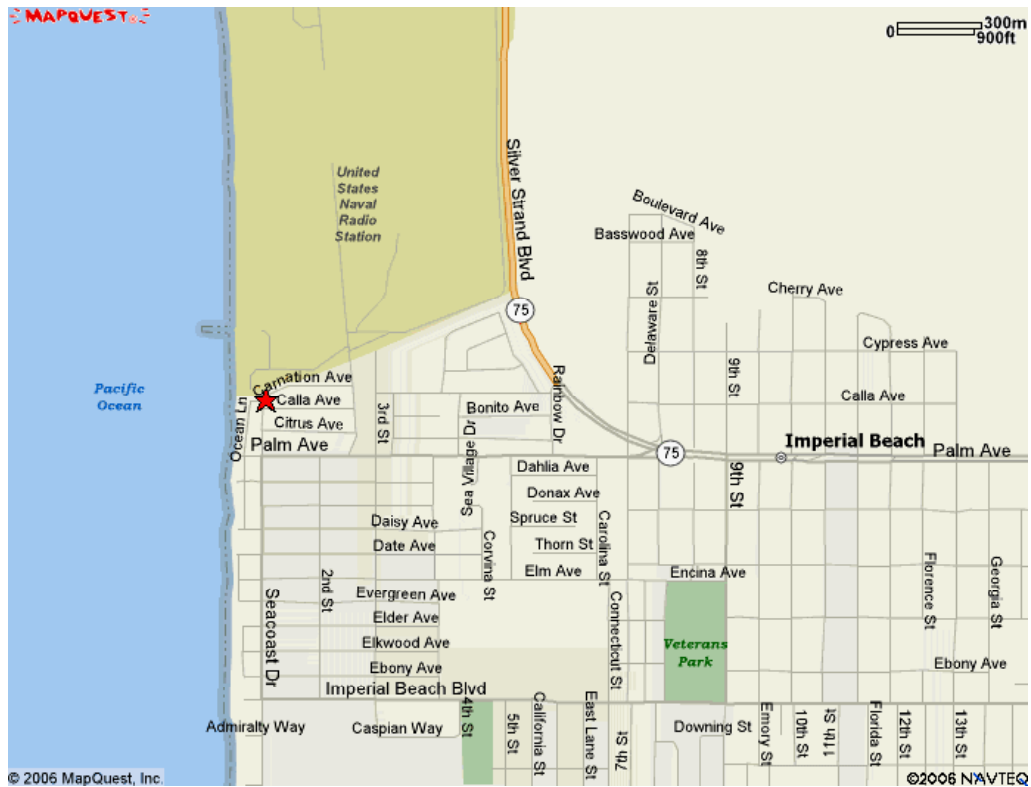 MAPQUEST
0 300m
900ft
United
States
Naval
Radio
Station
Silver Strand Blvd
Boulevard Ave
Basswood Ave
8th St
Cherry Ave
Delaware St
75
Cypress Ave
9th St
Carnation Ave
Rainbow Dr
Pacific
Ocean
Calla Ave
Calla Ave
Ocean Ln
3rd St
Bonito Ave
Citrus Ave
Palm Ave
75
Imperial Beach
Palm Ave
Sea Village Dr
Dahlia Ave
9th St
Donax Ave
Daisy Ave
Spruce St
Carolina St
Date Ave
Corvina St
Thorn St
Elm Ave
Encina Ave
Florence St
Georgia St
2nd St
Seacoast Dr
Evergreen Ave
Connecticut St
Elder Ave
Elkwood Ave
Veterans
Park
Ebony Ave
Ebony Ave
Imperial Beach Blvd
Admiralty Way
Caspian Way
4th St
5th St
California St
East Lane St
7th St
Downing St
Emory St
10th St
11th St
Florida St
12th St
13th St
© 2006 MapQuest, Inc.
©2006 NAVTEQ